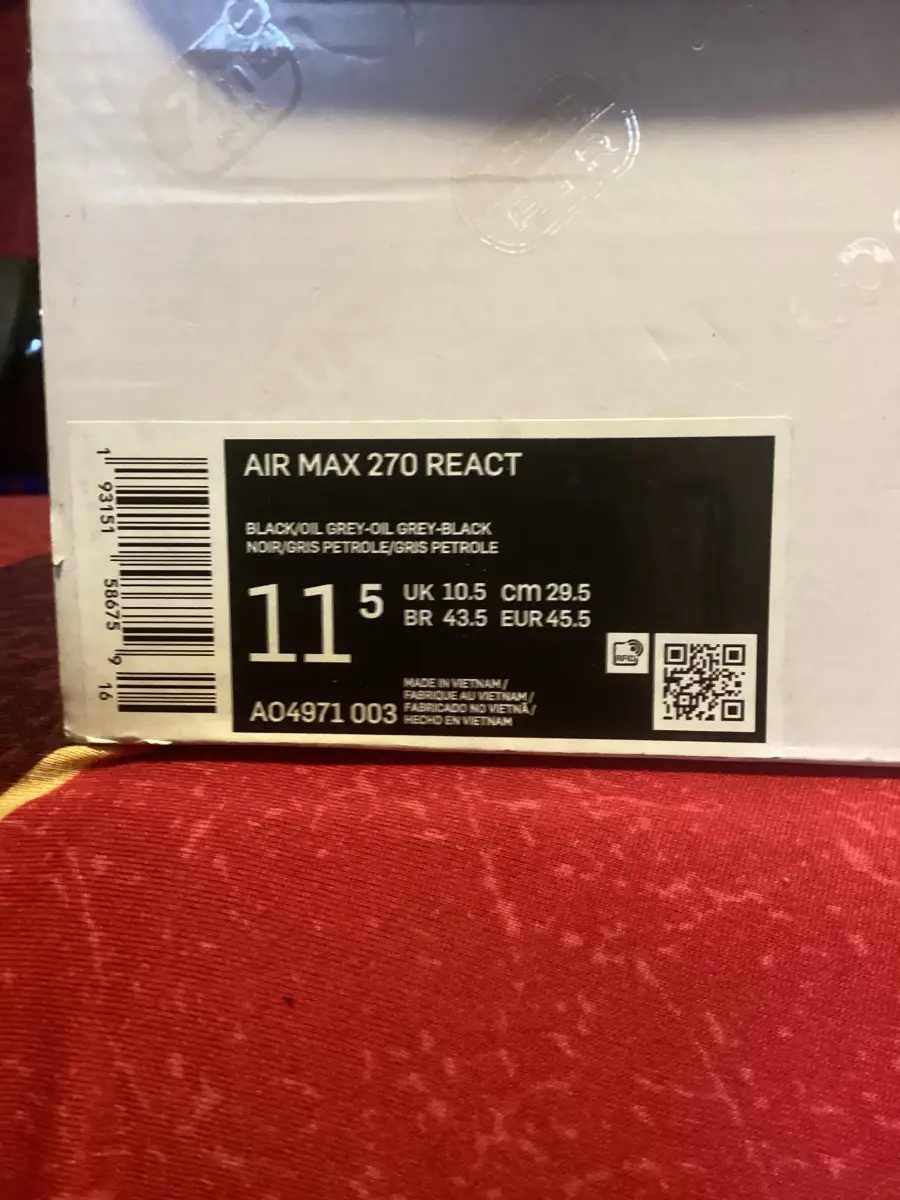 AIR MAX 270 REACT
BLACK/OIL GREY-OIL GREY-BLACK
NOIR/GRIS PETROLE/GRIS PETROLE
11 5
UK 10.5 cm 29.5
BR 43.5 EUR 45.5
RFID
AO4971 003
MADE IN VIETNAM /
FABRIQUE AU VIETNAM /
FABRICADO NO VIETNÃ /
HECHO EN VIETNAM
1 93151 58675 9 16